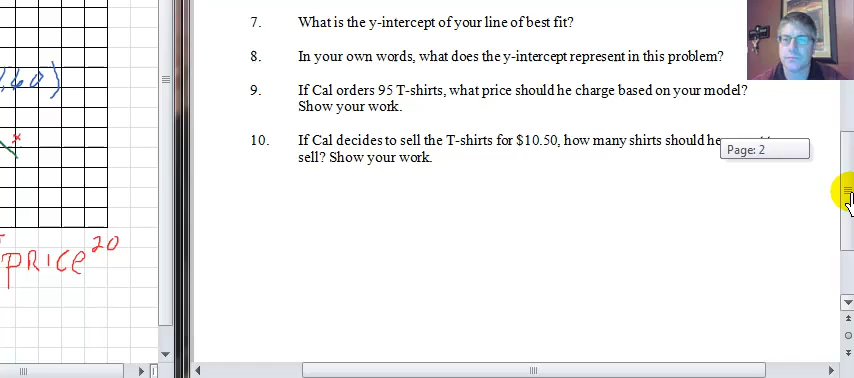 7. What is the y-intercept of your line of best fit?
8. In your own words, what does the y-intercept represent in this problem?
9. If Cal orders 95 T-shirts, what price should he charge based on your model?
Show your work.
10. If Cal decides to sell the T-shirts for $10.50, how many shirts should he
sell? Show your work.
Page: 2
60)
PRICE 20